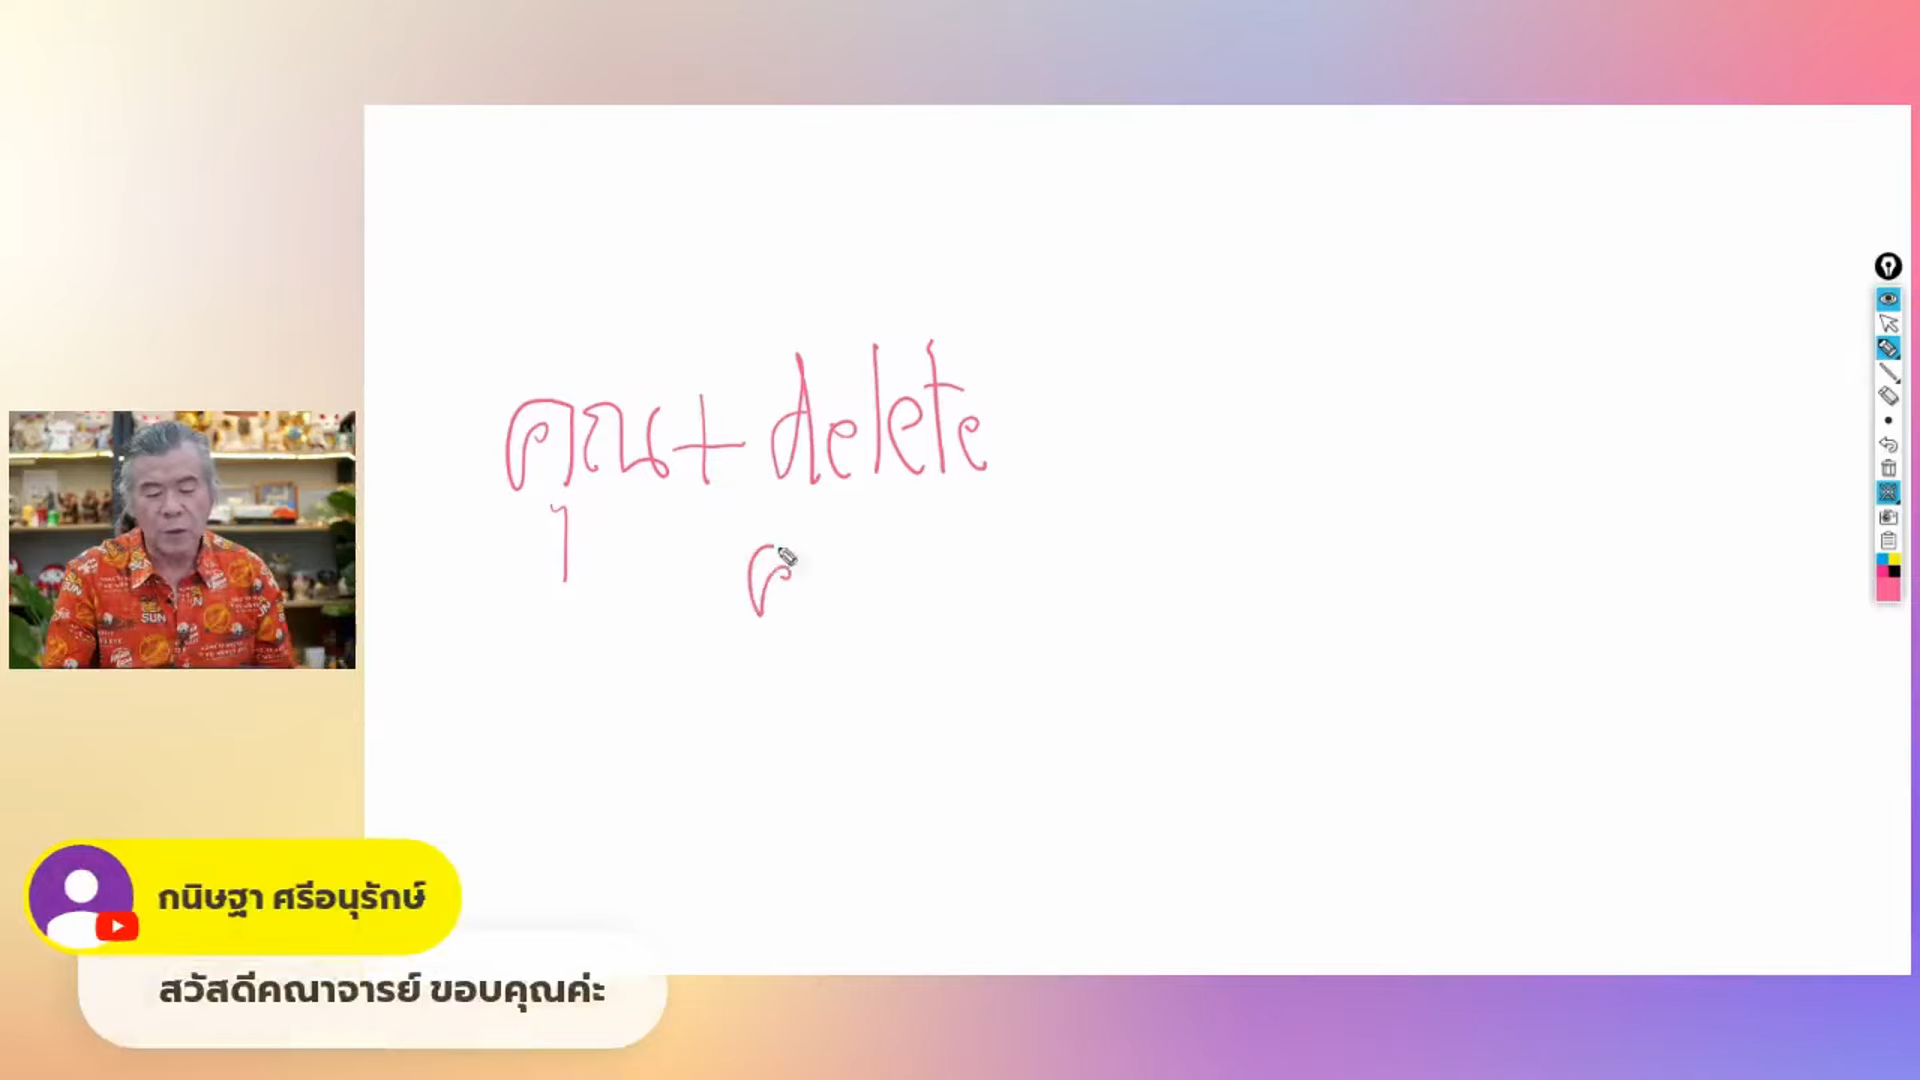 คุณ+delete
ค
กนิษฐา ศรีอนุรักษ์
สวัสดีคณาจารย์ ขอบคุณค่ะ